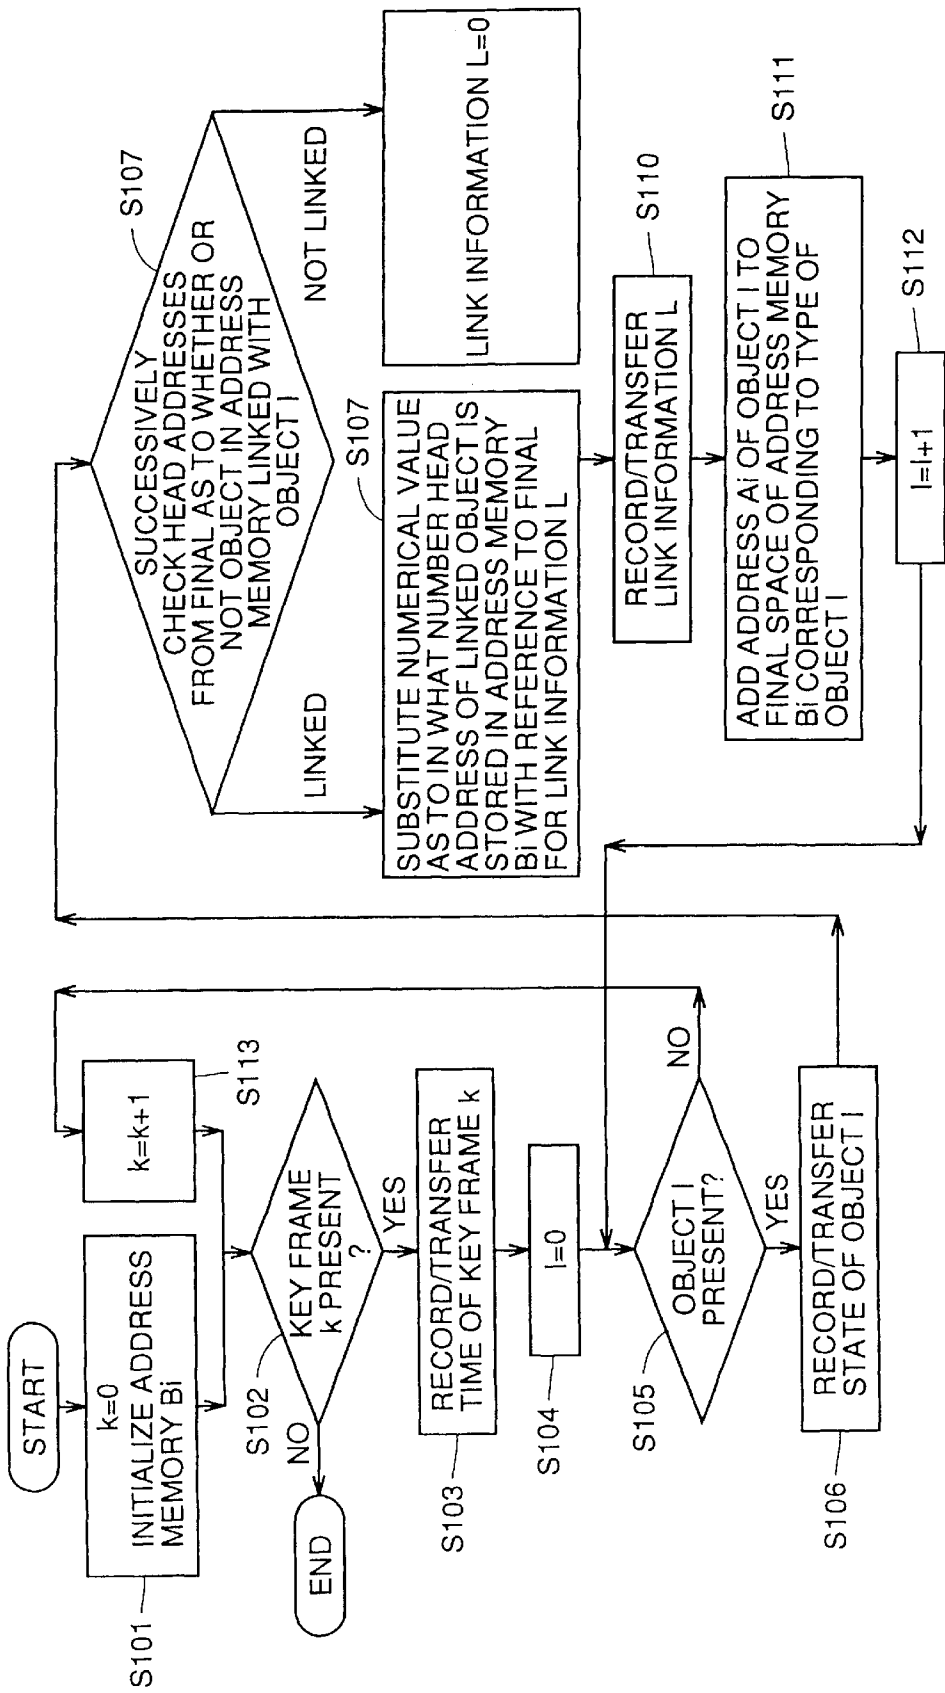 START
k=0
INITIALIZE ADDRESS
MEMORY Bi
S101
k=k+1
S113
KEY FRAME
k PRESENT
?
S102
NO
END
YES
RECORD/TRANSFER
TIME OF KEY FRAME k
S103
I=0
S104
OBJECT I
PRESENT?
S105
NO
YES
RECORD/TRANSFER
STATE OF OBJECT I
S106
SUCCESSIVELY
CHECK HEAD ADDRESSES
FROM FINAL AS TO WHETHER OR
NOT OBJECT IN ADDRESS
MEMORY LINKED WITH
OBJECT I
S107
LINKED
NOT LINKED
S107
SUBSTITUTE NUMERICAL VALUE
AS TO IN WHAT NUMBER HEAD
ADDRESS OF LINKED OBJECT IS
STORED IN ADDRESS MEMORY
Bi WITH REFERENCE TO FINAL
FOR LINK INFORMATION L
LINK INFORMATION L=0
RECORD/TRANSFER
LINK INFORMATION L
S110
ADD ADDRESS Ai OF OBJECT I TO
FINAL SPACE OF ADDRESS MEMORY
Bi CORRESPONDING TO TYPE OF
OBJECT I
S111
I=I+1
S112